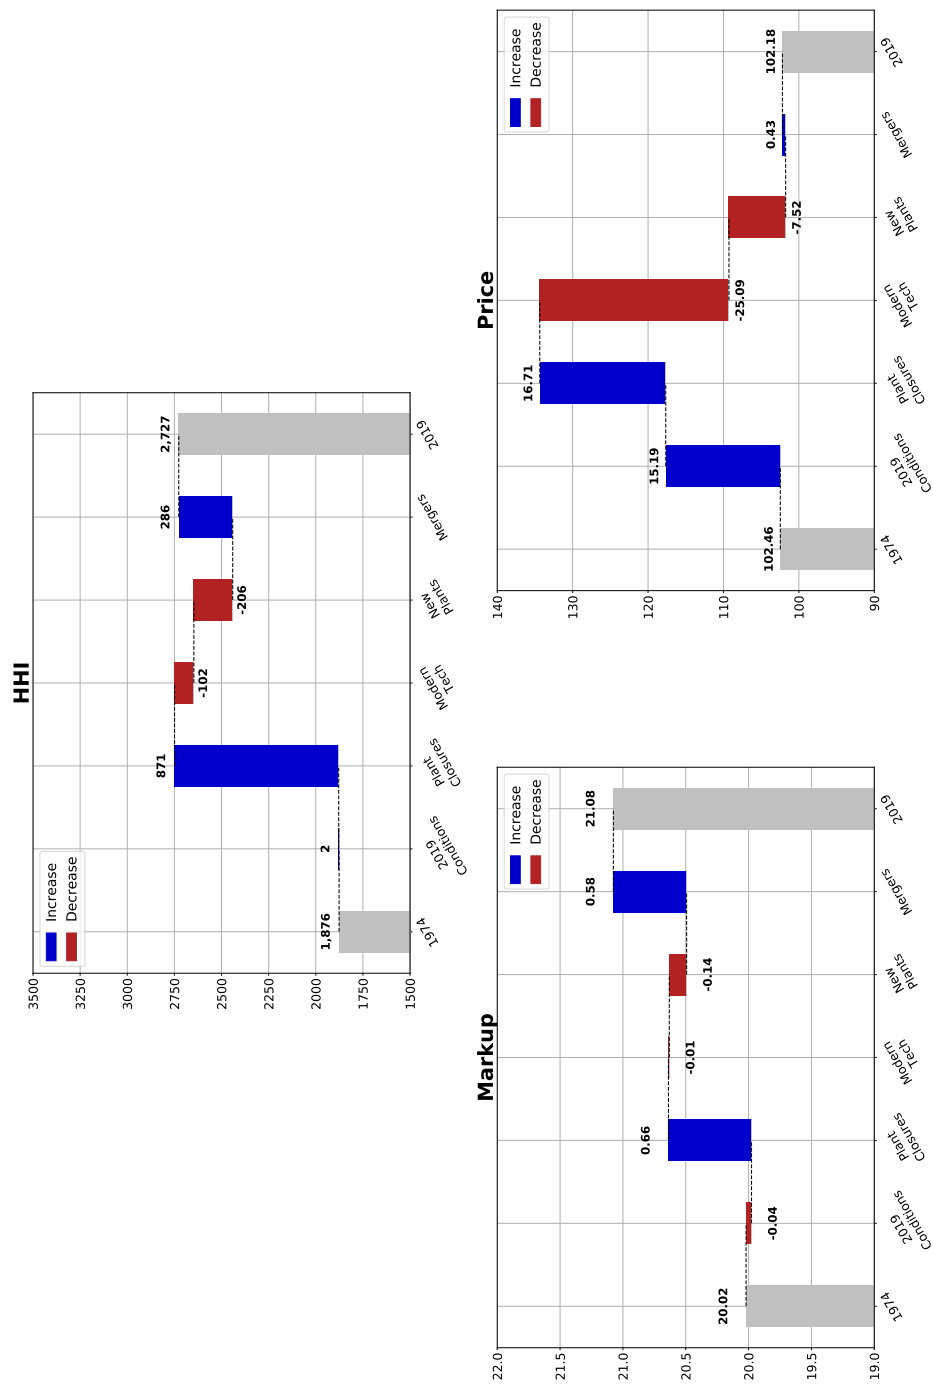 HHI
Increase
Decrease
3500
3250
3000
2750
2500
2250
2000
1750
1500
1,876
2
871
-102
-206
286
2,727
1974
2019
Conditions
Plant
Closures
Modern
Tech
New
Plants
Mergers
2019
Markup
Increase
Decrease
22.0
21.5
21.0
20.5
20.0
19.5
19.0
20.02
-0.04
0.66
-0.01
-0.14
0.58
21.08
1974
2019
Conditions
Plant
Closures
Modern
Tech
New
Plants
Mergers
2019
Price
Increase
Decrease
140
130
120
110
100
90
102.46
15.19
16.71
-25.09
-7.52
0.43
102.18
1974
2019
Conditions
Plant
Closures
Modern
Tech
New
Plants
Mergers
2019